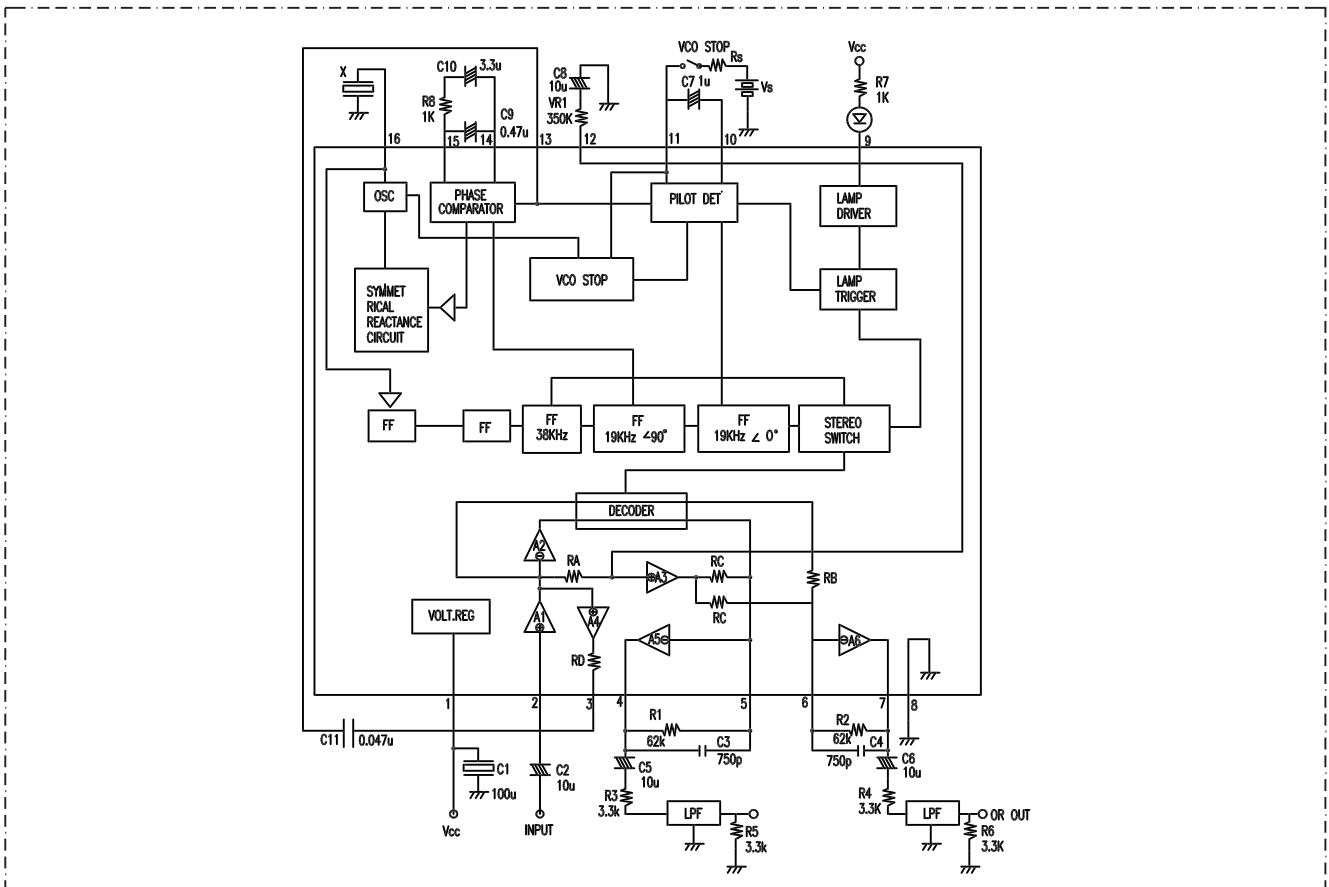 VCO STOP
Rs
Vcc
X
C10
3.3u
C8
10u
C7 1u
Vs
R7
1K
R8
1K
C9
0.47u
VR1
350K
16
15
14
13
12
11
10
9
OSC
PHASE
COMPARATOR
PILOT DET
LAMP
DRIVER
VCO STOP
LAMP
TRIGGER
SYMMET
RICAL
REACTANCE
CIRCUIT
FF
FF
FF
38KHz
FF
19KHz ∠90°
FF
19KHz ∠ 0°
STEREO
SWITCH
DECODER
A2
⊖
RA
⊕A3
RC
RC
RB
VOLT.REG
A1
⊕
⊕
A4
A5⊖
⊖A6
RD
1
2
3
4
5
6
7
8
C11
0.047u
R1
62k
C3
750p
R2
62k
C4
750p
C1
100u
C2
10u
C5
10u
C6
10u
R3
3.3k
R4
3.3K
LPF
LPF
OR OUT
R5
3.3k
R6
3.3K
Vcc
INPUT